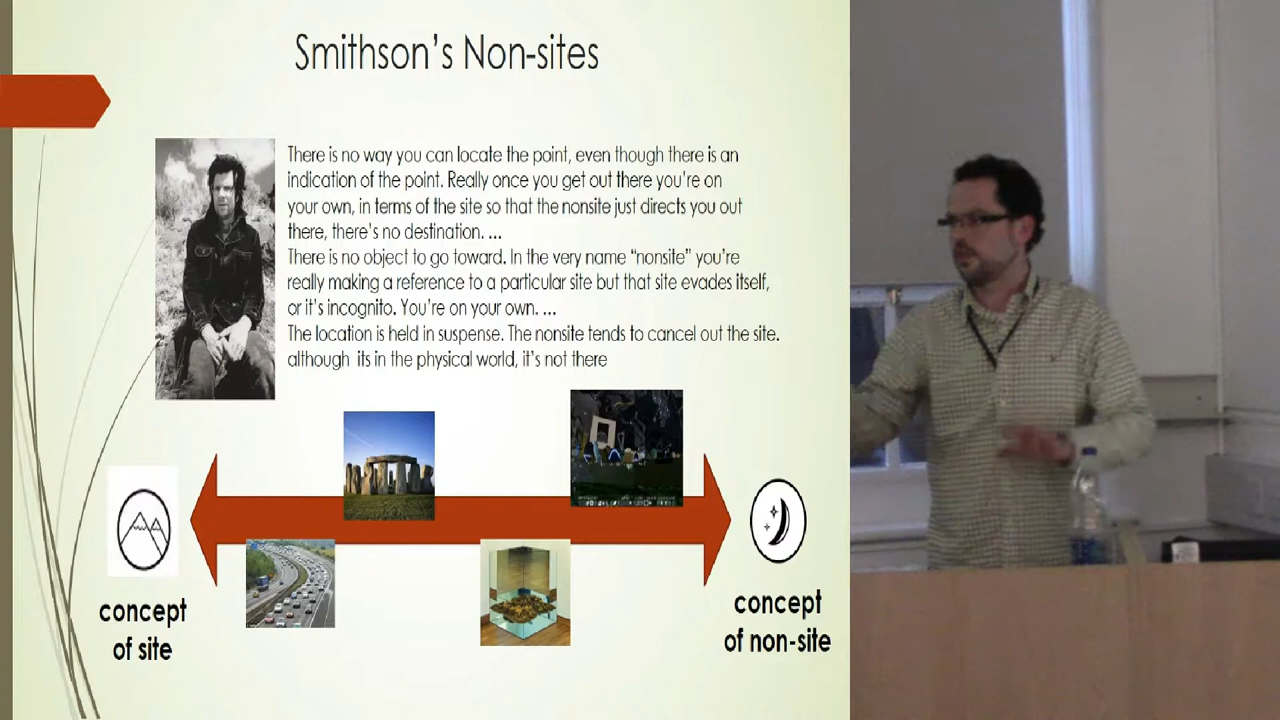 Smithson's Non-sites
There is no way you can locate the point, even though there is an
indication of the point. Really once you get out there you're on
your own, in terms of the site so that the nonsite just directs you out
there, there's no destination. ...
There is no object to go toward. In the very name “nonsite” you're
really making a reference to a particular site but that site evades itself,
or it's incognito. You're on your own. ...
The location is held in suspense. The nonsite tends to cancel out the site.
although its in the physical world, it's not there
concept
of site
concept
of non-site